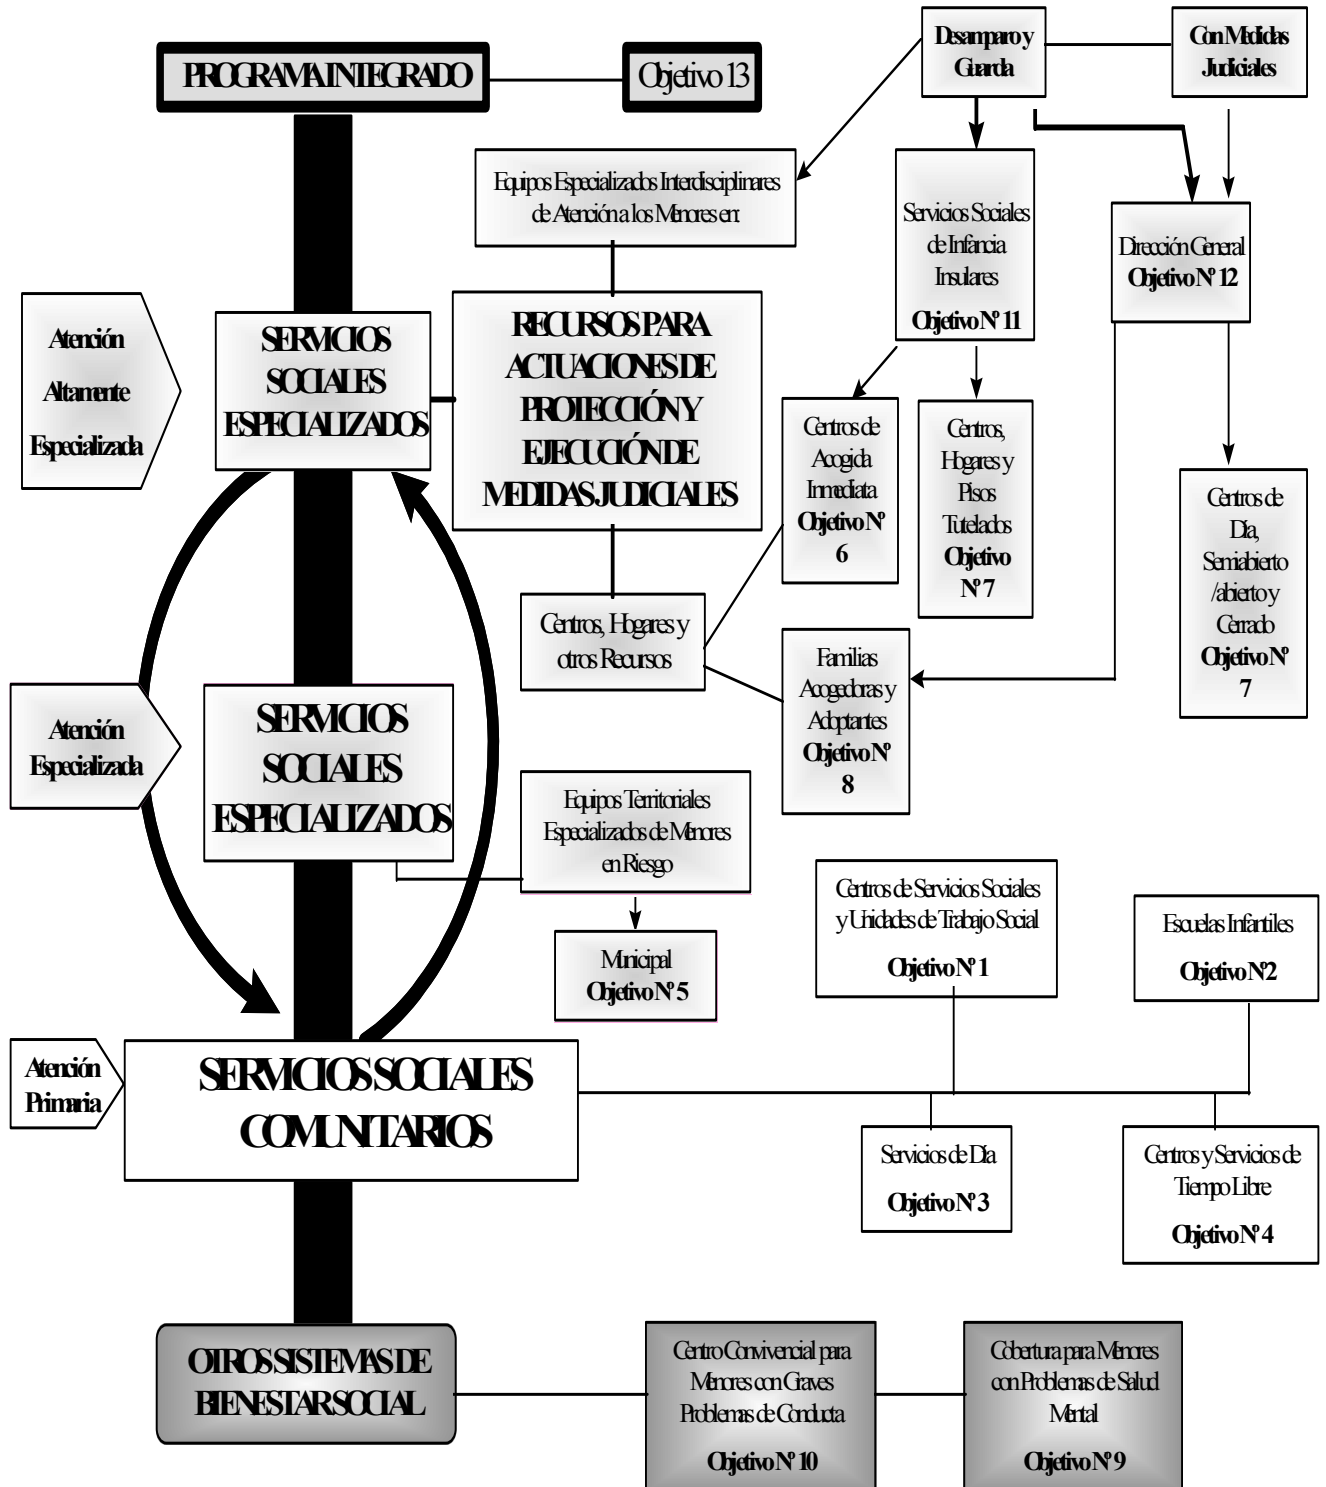 PROGRAMA INTEGRADO
Objetivo 13
Desamparo y
Guarda
Con Medidas
Judiciales
Equipos Especializados Interdisciplinares
de Atención a los Menores en:
Servicios Sociales
de Infancia
Insulares
Objetivo Nº 11
Dirección General
Objetivo Nº 12
Atención
Altamente
Especializada
SERVICIOS
SOCIALES
ESPECIALIZADOS
RECURSOS PARA
ACTUACIONES DE
PROTECCIÓN Y
EJECUCIÓN DE
MEDIDAS JUDICIALES
Centros de
Acogida
Inmediata
Objetivo Nº
6
Centros,
Hogares y
Pisos
Tutelados
Objetivo
Nº 7
Centros de
Día,
Semiabierto
/abierto y
Cerrado
Objetivo Nº
7
Centros, Hogares y
otros Recursos
Familias
Acogedoras y
Adoptantes
Objetivo Nº
8
Atención
Especializada
SERVICIOS
SOCIALES
ESPECIALIZADOS
Equipos Territoriales
Especializados de Menores
en Riesgo
Municipal
Objetivo Nº 5
Centros de Servicios Sociales
y Unidades de Trabajo Social
Objetivo Nº 1
Escuelas Infantiles
Objetivo Nº2
Atención
Primaria
SERVICIOS SOCIALES
COMUNITARIOS
Servicios de Día
Objetivo Nº 3
Centros y Servicios de
Tiempo Libre
Objetivo Nº 4
OTROS SISTEMAS DE
BIENESTAR SOCIAL
Centro Convivencial para
Menores con Graves
Problemas de Conducta
Objetivo Nº 10
Cobertura para Menores
con Problemas de Salud
Mental
Objetivo Nº 9